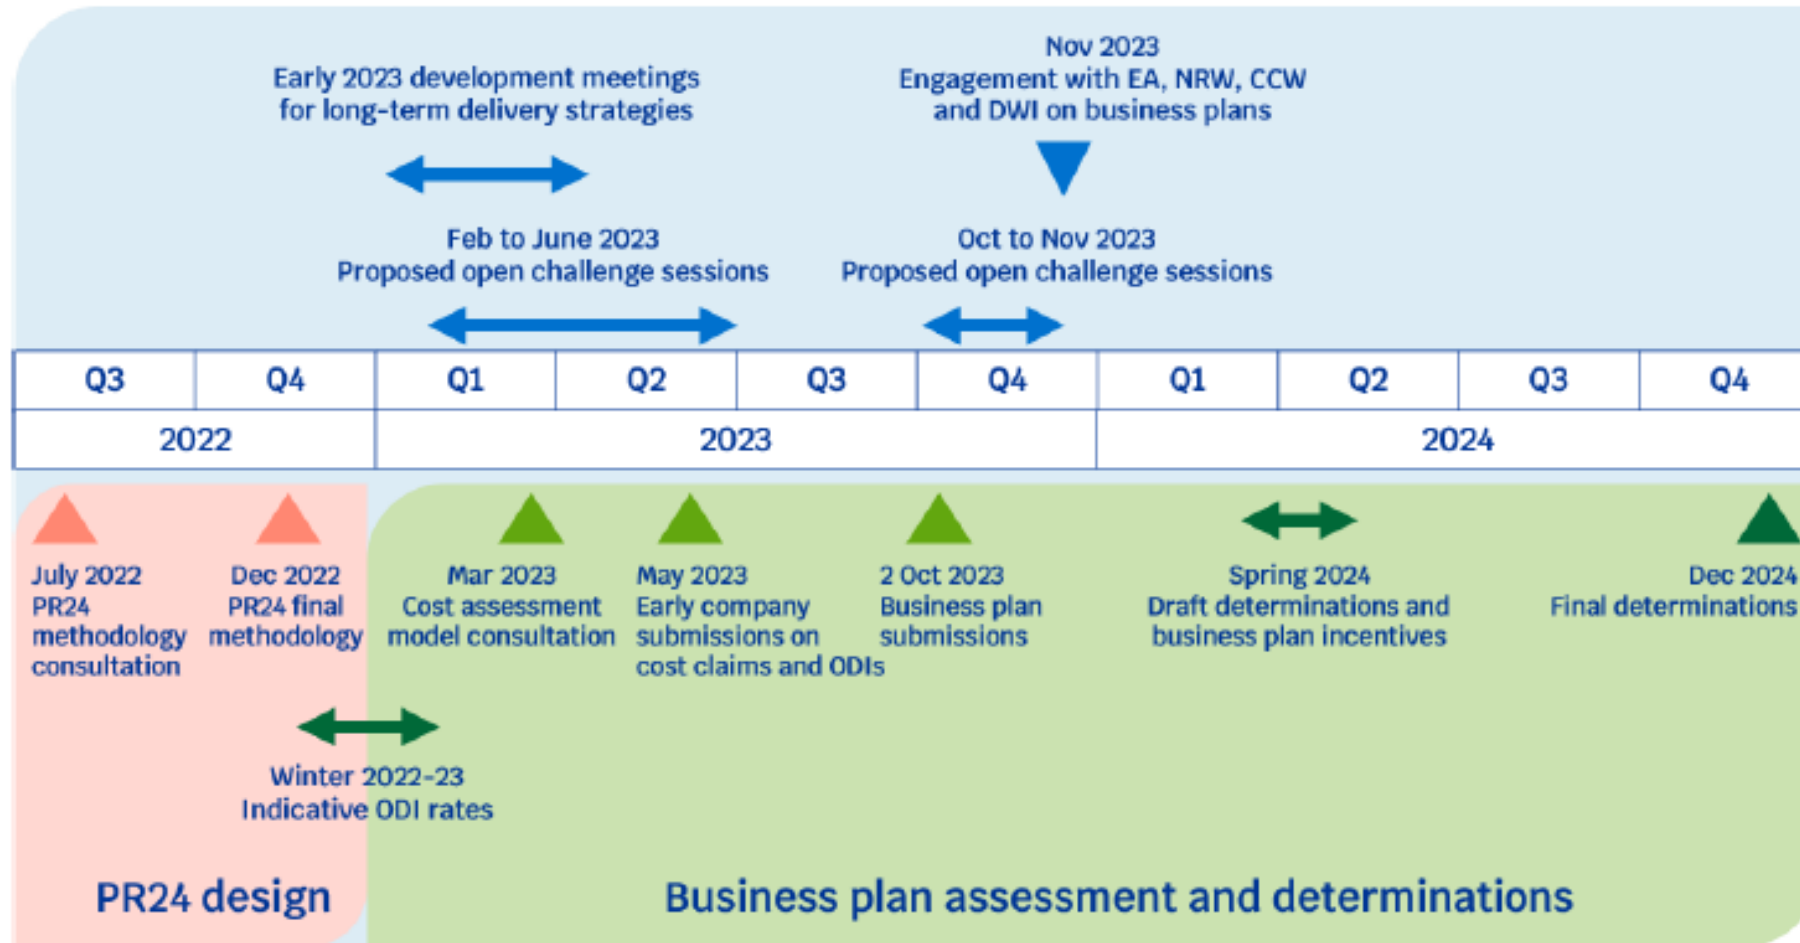 Early 2023 development meetings
for long-term delivery strategies
Nov 2023
Engagement with EA, NRW, CCW
and DWI on business plans
Feb to June 2023
Proposed open challenge sessions
Oct to Nov 2023
Proposed open challenge sessions
Q3 Q4 Q1 Q2 Q3 Q4 Q1 Q2 Q3 Q4
2022 2023 2024
July 2022
PR24
methodology
consultation
Dec 2022
PR24 final
methodology
Mar 2023
Cost assessment
model consultation
May 2023
Early company
submissions on
cost claims and ODIs
2 Oct 2023
Business plan
submissions
Spring 2024
Draft determinations and
business plan incentives
Dec 2024
Final determinations
Winter 2022-23
Indicative ODI rates
PR24 design
Business plan assessment and determinations